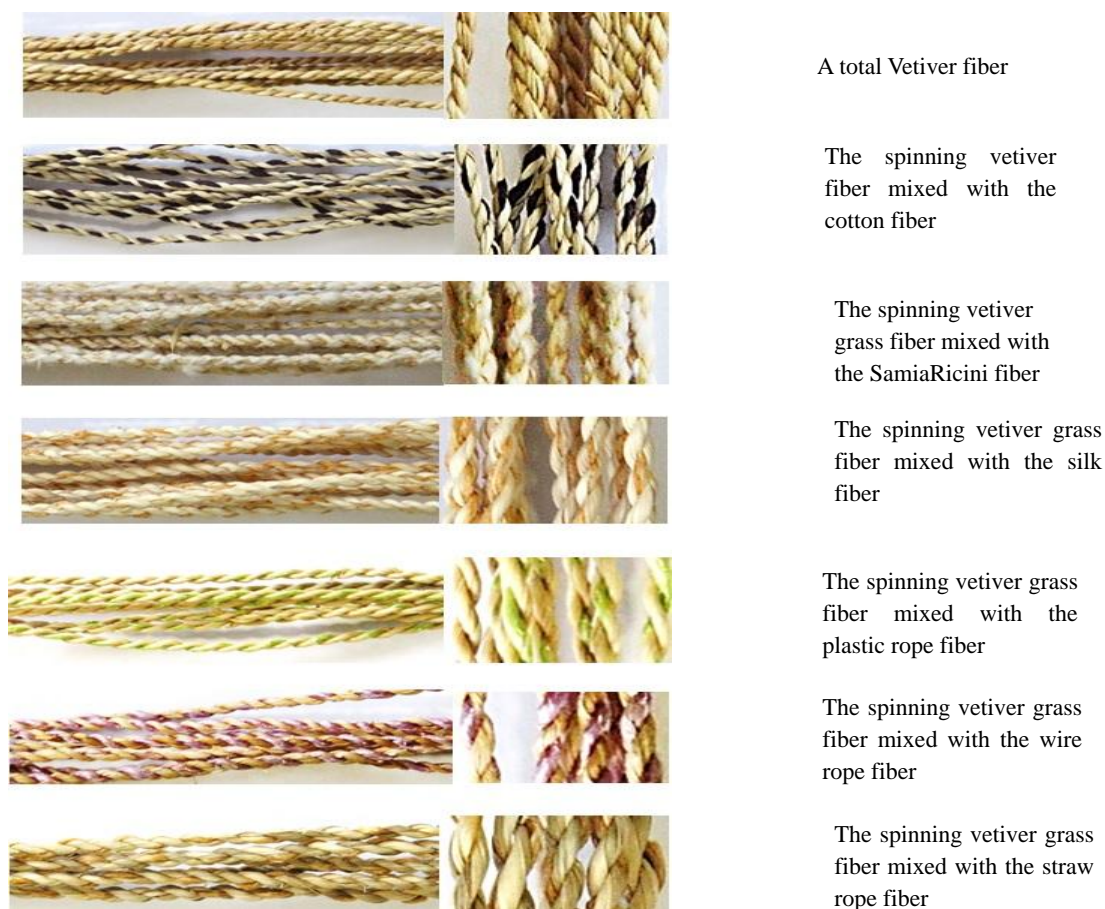 A total Vetiver fiber
The spinning vetiver
fiber mixed with the
cotton fiber
The spinning vetiver
grass fiber mixed with
the SamiaRicini fiber
The spinning vetiver grass
fiber mixed with the silk
fiber
The spinning vetiver grass
fiber mixed with the
plastic rope fiber
The spinning vetiver grass
fiber mixed with the wire
rope fiber
The spinning vetiver grass
fiber mixed with the straw
rope fiber